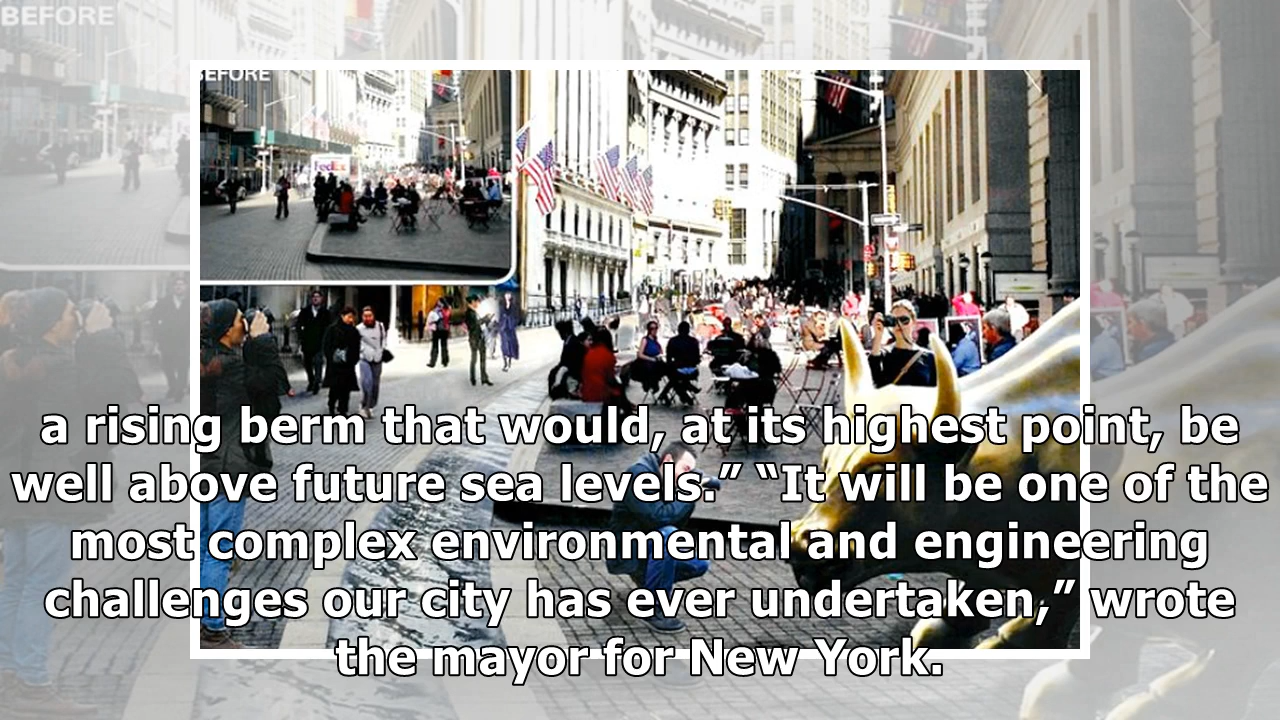 BEFORE
BEFORE
FedEx
a rising berm that would, at its highest point, be
well above future sea levels.” “It will be one of the
most complex environmental and engineering
challenges our city has ever undertaken,” wrote
the mayor for New York.